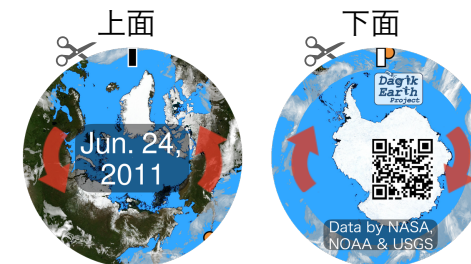 上面
下面
Jun. 24,
2011
Dagik
Earth
Project
Data by NASA,
NOAA & USGS